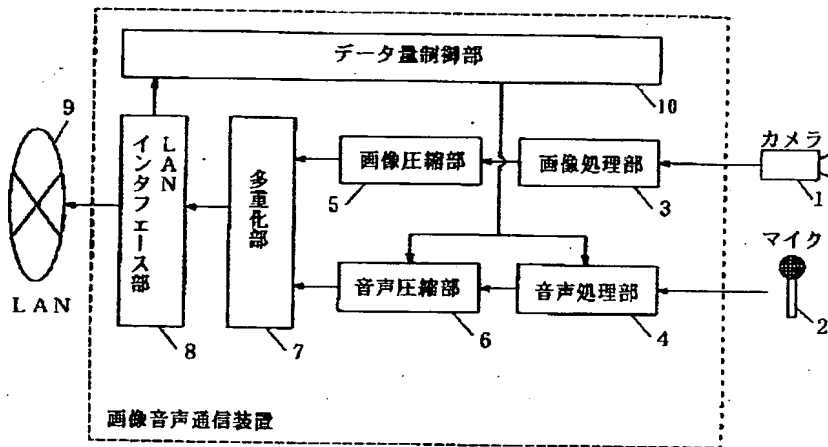 データ量制御部
10
9
LAN
LAN
インタフェース部
8
多重化部
7
画像圧縮部
5
画像処理部
3
カメラ
1
音声圧縮部
6
音声処理部
4
マイク
2
画像音声通信装置